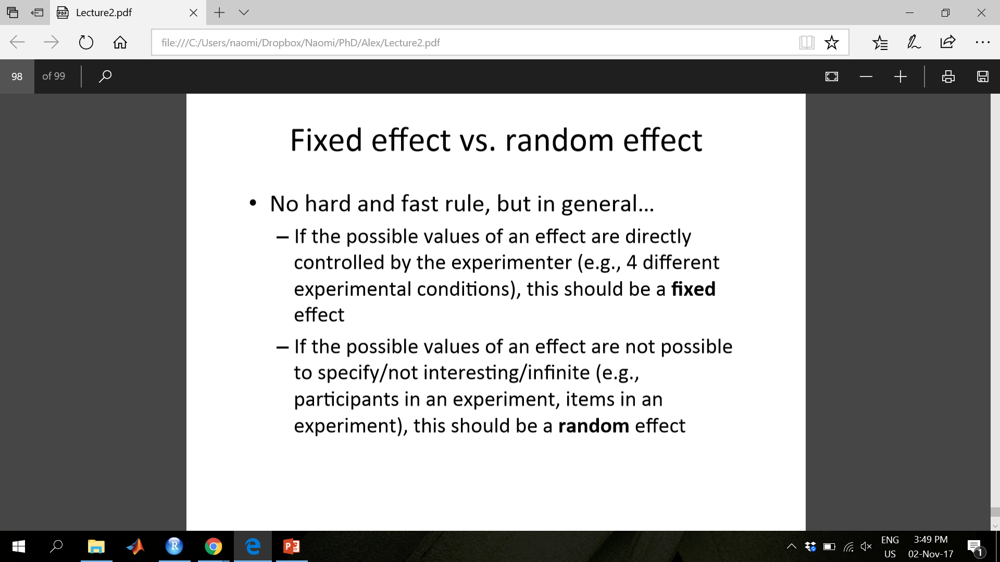 Lecture2.pdf
file:///C:/Users/naomi/Dropbox/Naomi/PhD/Alex/Lecture2.pdf
98 of 99
Fixed effect vs. random effect
• No hard and fast rule, but in general…
– If the possible values of an effect are directly
controlled by the experimenter (e.g., 4 different
experimental conditions), this should be a fixed
effect
– If the possible values of an effect are not possible
to specify/not interesting/infinite (e.g.,
participants in an experiment, items in an
experiment), this should be a random effect
ENG
US
3:49 PM
02-Nov-17
1